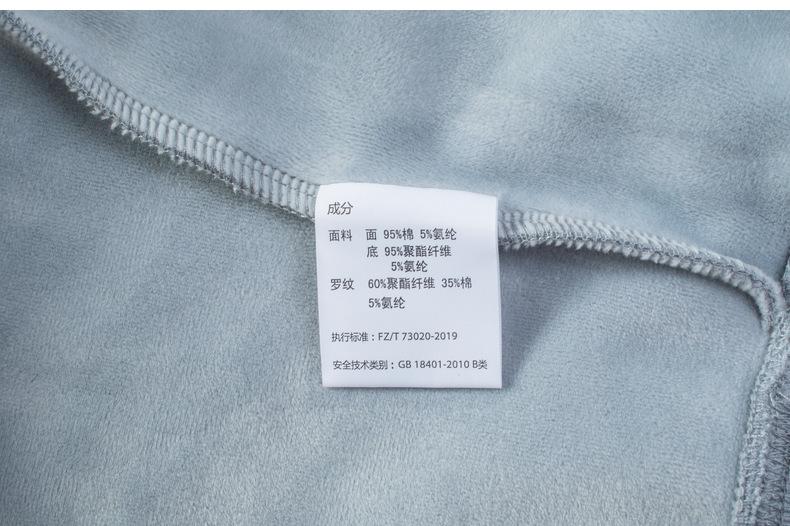 成分
面料 面 95%棉 5%氨纶
底 95%聚酯纤维
5%氨纶
罗纹 60%聚酯纤维 35%棉
5%氨纶
执行标准：FZ/T 73020-2019
安全技术类别：GB 18401-2010 B类